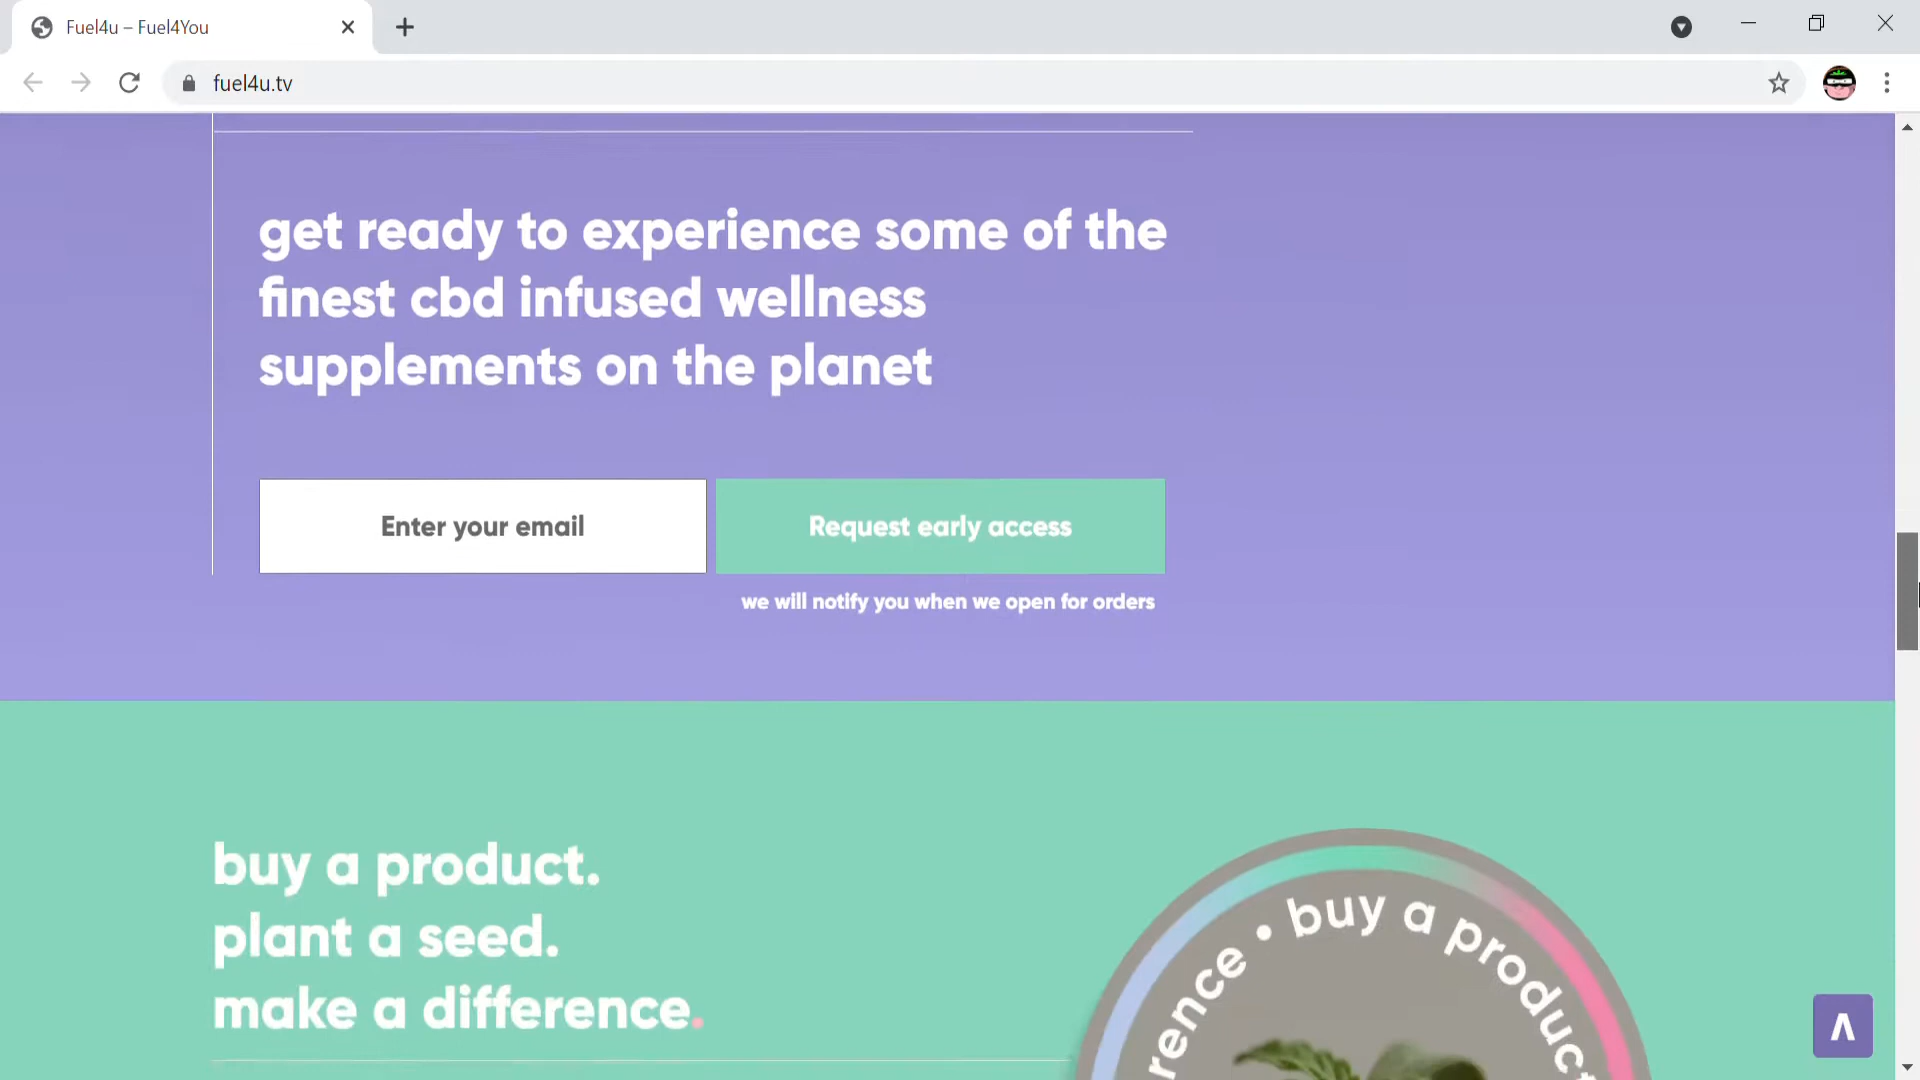 Fuel4u – Fuel4You
fuel4u.tv
get ready to experience some of the
finest cbd infused wellness
supplements on the planet
Enter your email
Request early access
we will notify you when we open for orders
buy a product.
plant a seed.
make a difference.
rence • buy a product